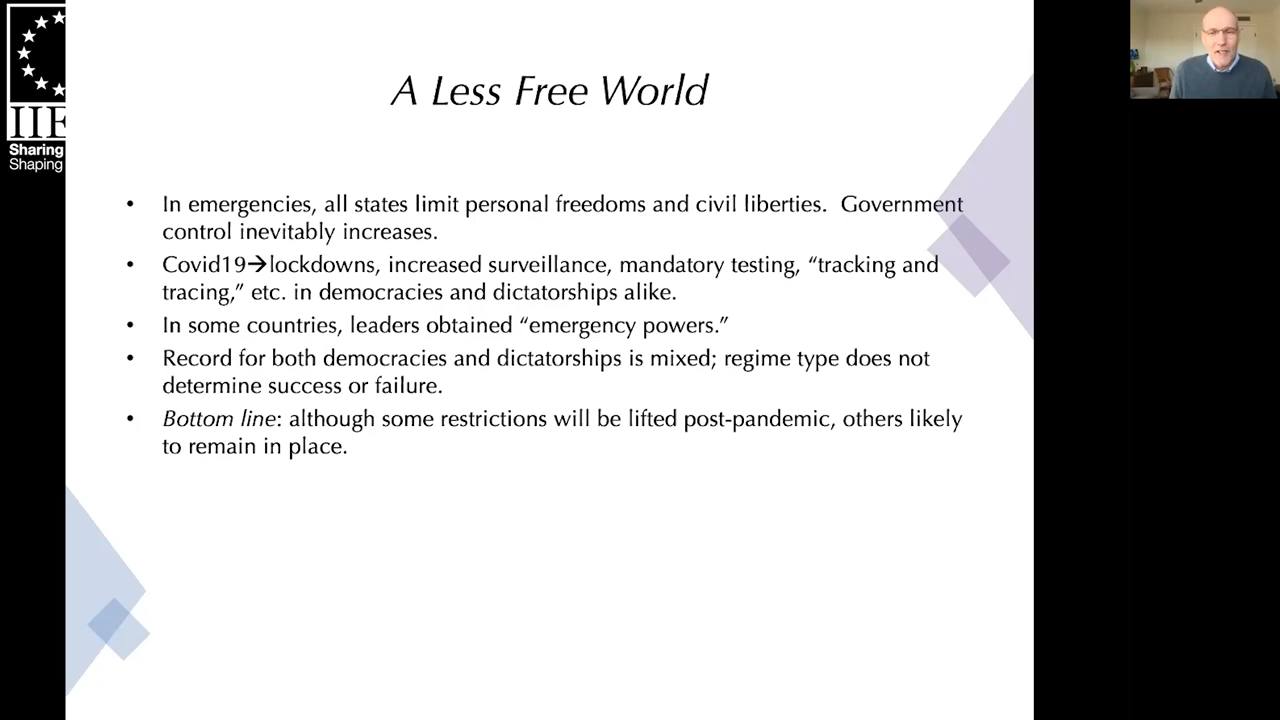 IIE
Sharing
Shaping
A Less Free World
• In emergencies, all states limit personal freedoms and civil liberties.  Government
control inevitably increases.
• Covid19→lockdowns, increased surveillance, mandatory testing, “tracking and
tracing,” etc. in democracies and dictatorships alike.
• In some countries, leaders obtained “emergency powers.”
• Record for both democracies and dictatorships is mixed; regime type does not
determine success or failure.
• Bottom line: although some restrictions will be lifted post-pandemic, others likely
to remain in place.